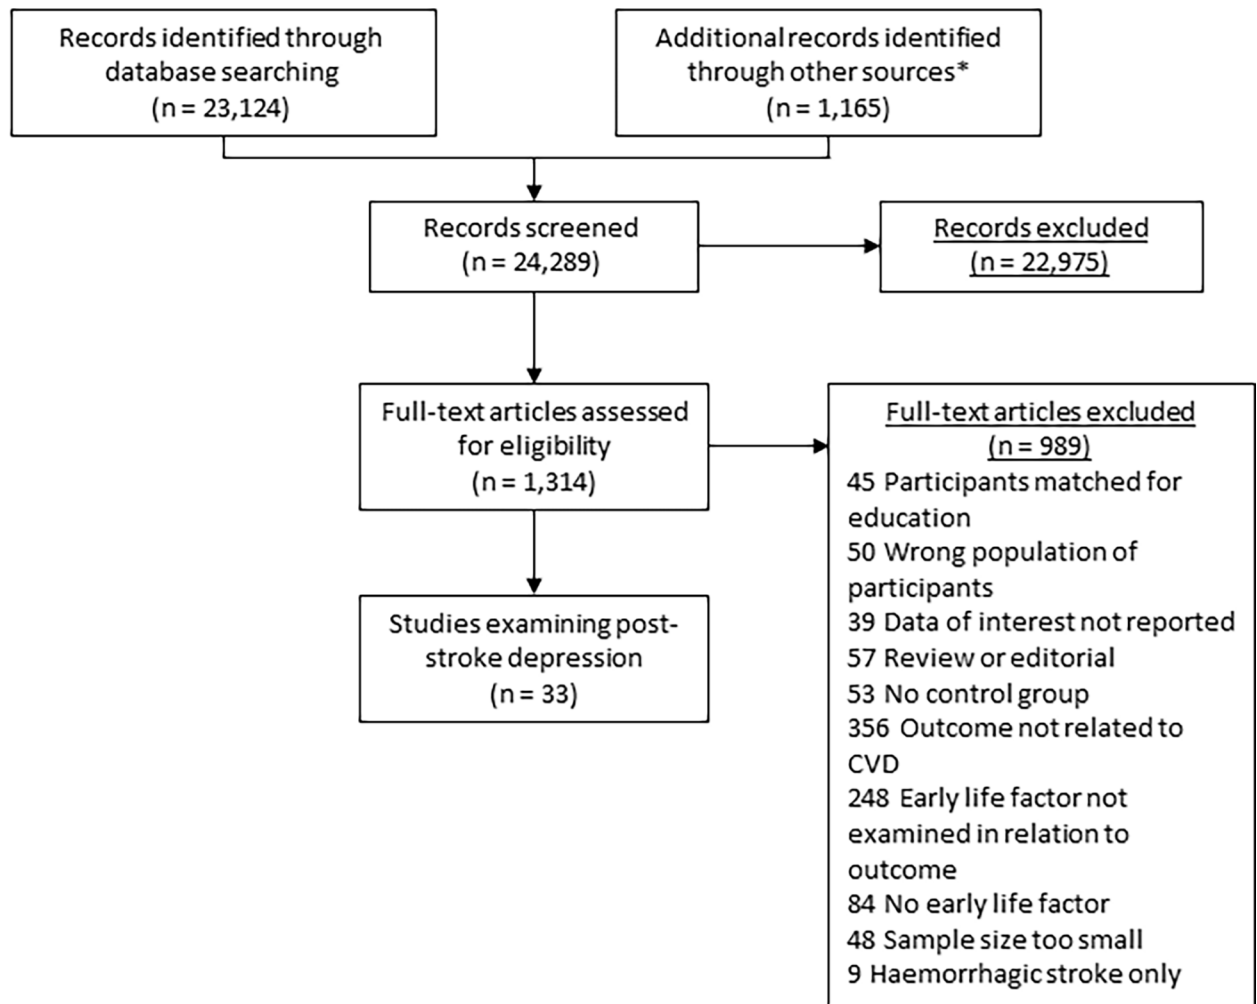 Records identified through
database searching
(n = 23,124)
Additional records identified
through other sources*
(n = 1,165)
Records screened
(n = 24,289)
Records excluded
(n = 22,975)
Full-text articles assessed
for eligibility
(n = 1,314)
Full-text articles excluded
(n = 989)
45 Participants matched for
education
50 Wrong population of
participants
39 Data of interest not reported
57 Review or editorial
53 No control group
356 Outcome not related to
CVD
248 Early life factor not
examined in relation to
outcome
84 No early life factor
48 Sample size too small
9 Haemorrhagic stroke only
Studies examining post-
stroke depression
(n = 33)